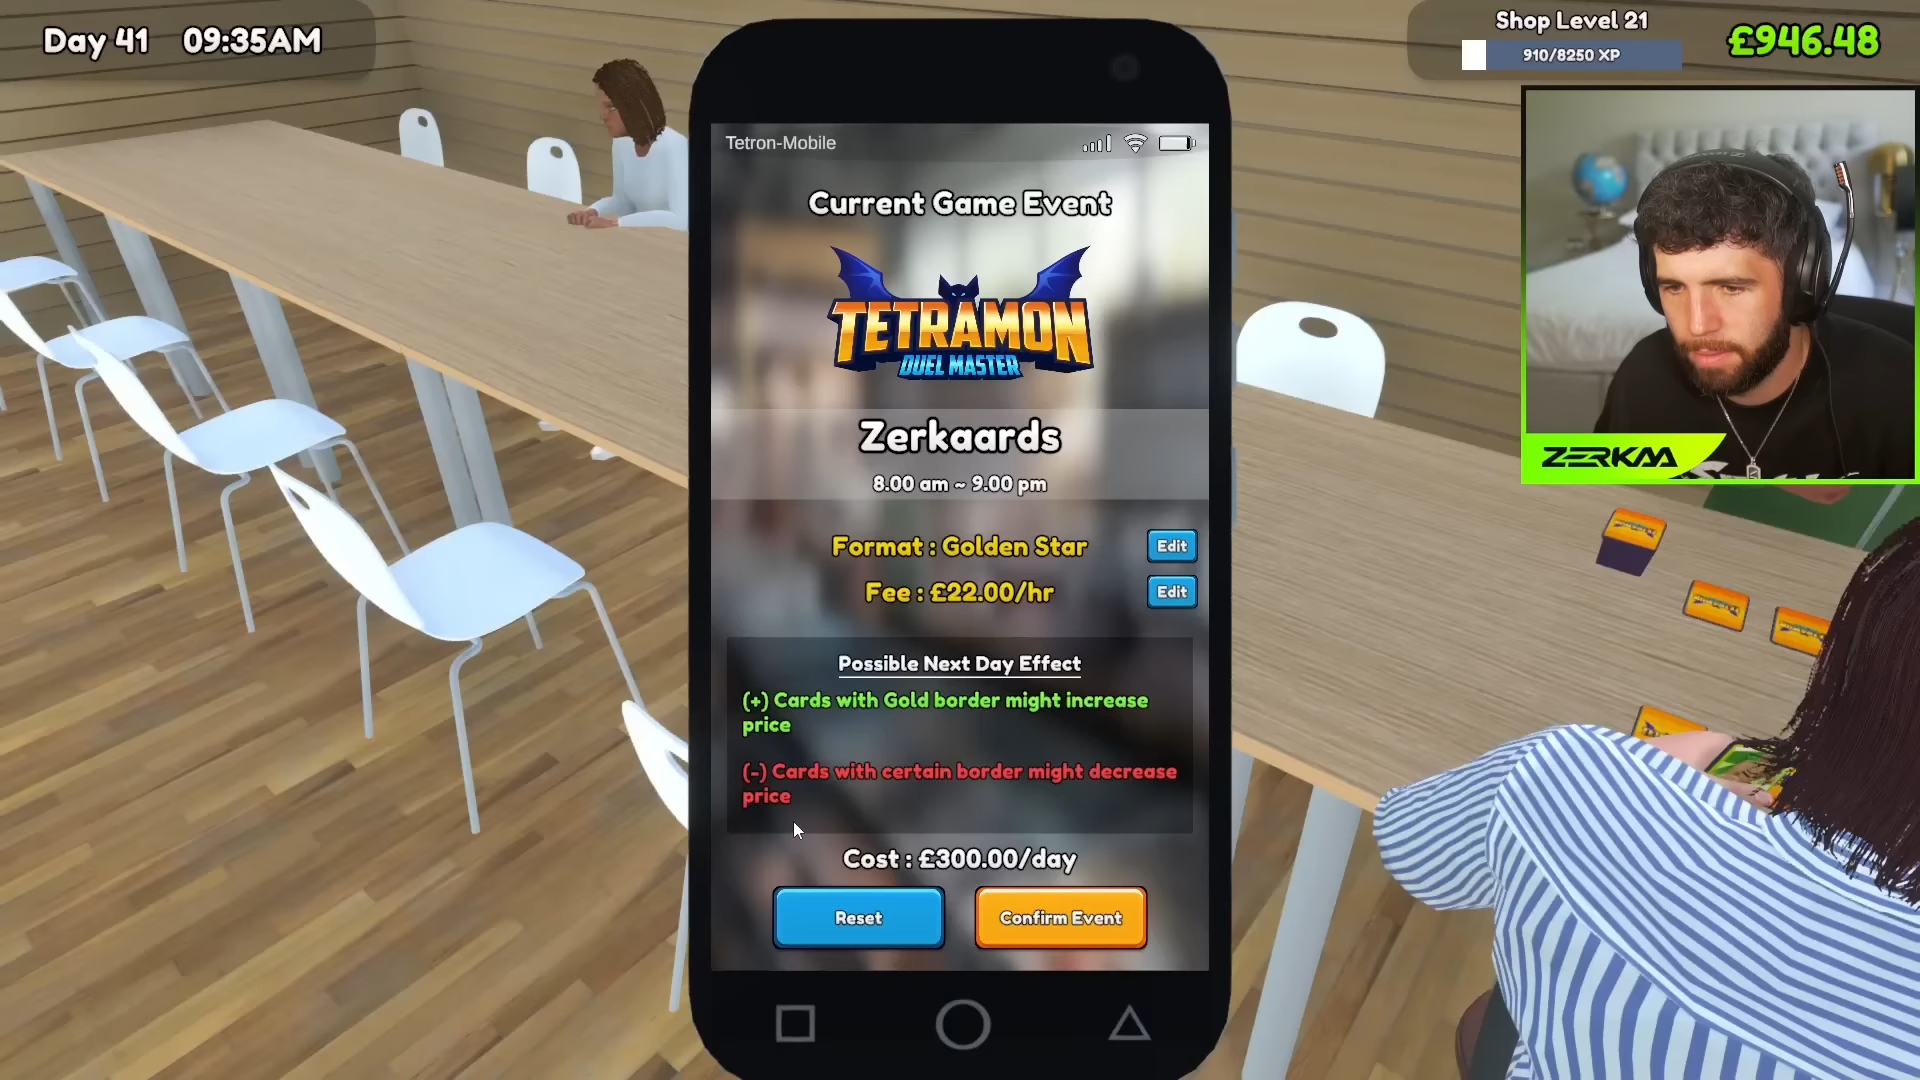 Day 41 09:35AM
Shop Level 21
910/8250 XP
£946.48
Tetron-Mobile
Current Game Event
TETRAMON
DUEL MASTER
Zerkaards
8.00 am ~ 9.00 pm
Format : Golden Star
Edit
Fee : £22.00/hr
Edit
Possible Next Day Effect
(+) Cards with Gold border might increase
price
(-) Cards with certain border might decrease
price
Cost : £300.00/day
Reset
Confirm Event
ZERKAA